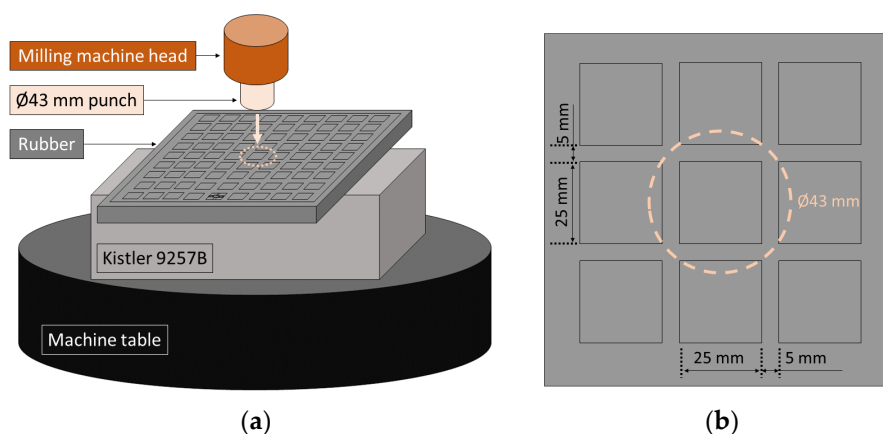 Milling machine head
Ø43 mm punch
Rubber
Kistler 9257B
Machine table
(a)
5 mm
25 mm
Ø43 mm
25 mm
5 mm
(b)